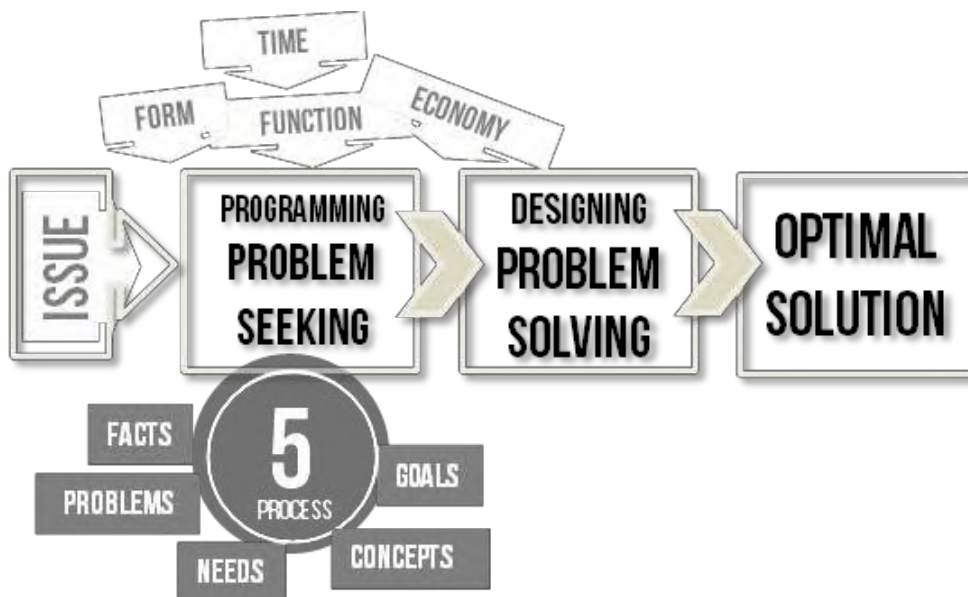 TIME
FORM
FUNCTION
ECONOMY
ISSUE
PROGRAMMING
PROBLEM
SEEKING
DESIGNING
PROBLEM
SOLVING
OPTIMAL
SOLUTION
5
PROCESS
FACTS
PROBLEMS
NEEDS
GOALS
CONCEPTS